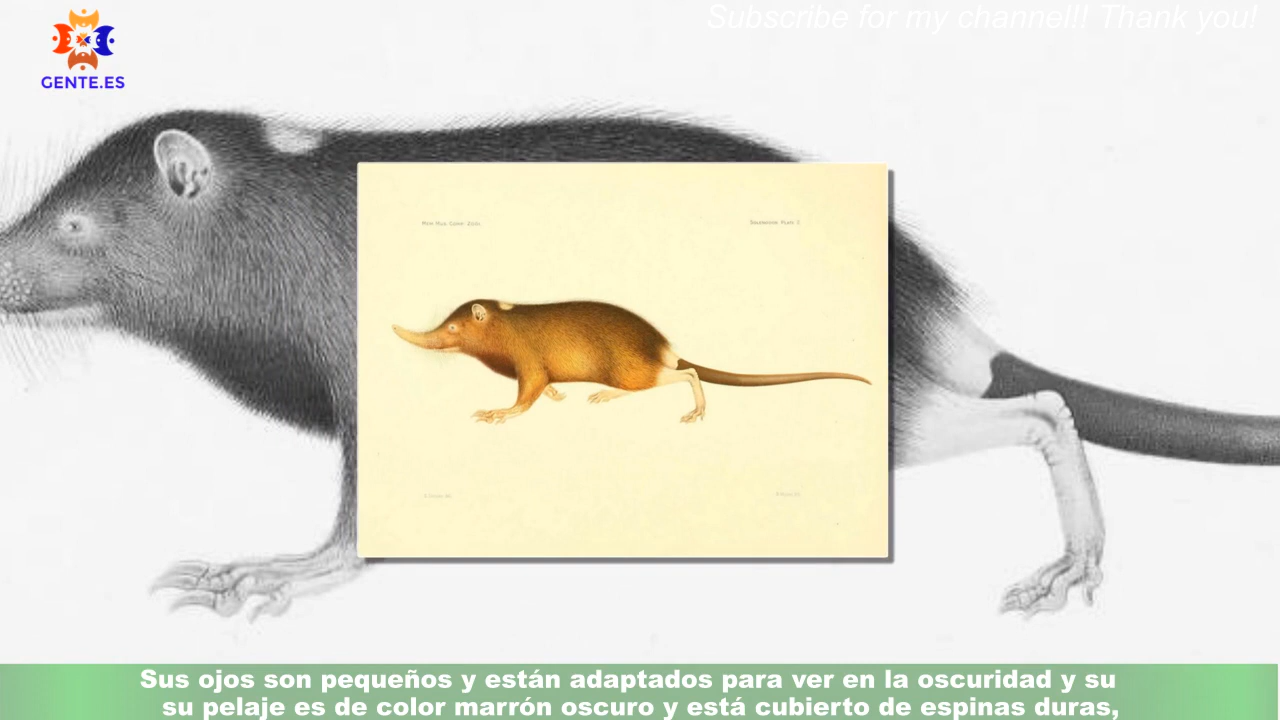 Subscribe for my channel!! Thank you!
GENTE.ES
Sus ojos son pequeños y están adaptados para ver en la oscuridad y su
su pelaje es de color marrón oscuro y está cubierto de espinas duras,